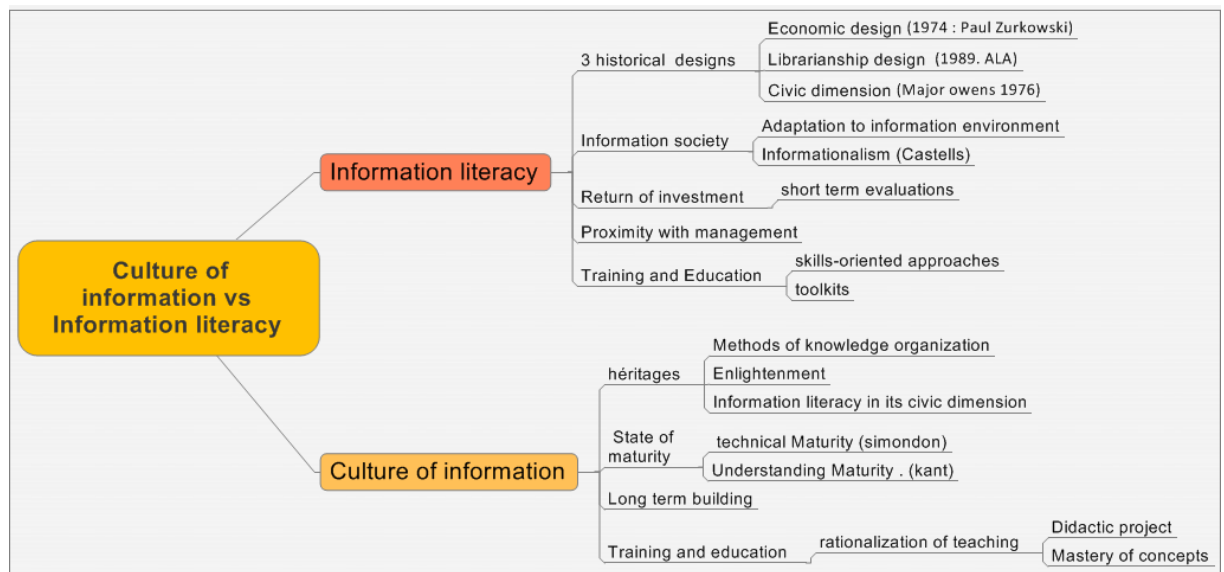 Culture of
information vs
Information literacy
Information literacy
3 historical designs
Economic design (1974 : Paul Zurkowski)
Librarianship design (1989. ALA)
Civic dimension (Major owens 1976)
Information society
Adaptation to information environment
Informationalism (Castells)
Return of investment
short term evaluations
Proximity with management
Training and Education
skills-oriented approaches
toolkits
Culture of information
héritages
Methods of knowledge organization
Enlightenment
Information literacy in its civic dimension
State of
maturity
technical Maturity (simondon)
Understanding Maturity . (kant)
Long term building
Training and education
rationalization of teaching
Didactic project
Mastery of concepts